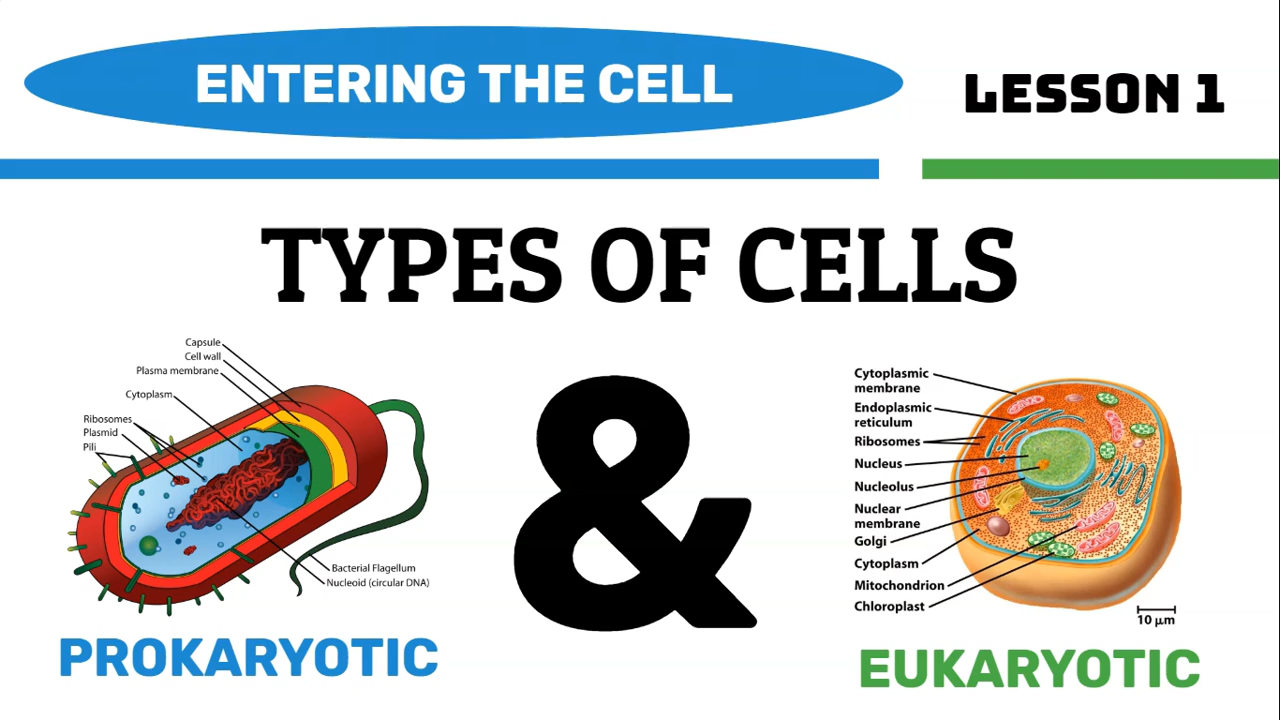 ENTERING THE CELL
LESSON 1
TYPES OF CELLS
Capsule
Cell wall
Plasma membrane
Cytoplasm
Ribosomes
Plasmid
Pili
Bacterial Flagellum
Nucleoid (circular DNA)
PROKARYOTIC
&
Cytoplasmic
membrane
Endoplasmic
reticulum
Ribosomes
Nucleus
Nucleolus
Nuclear
membrane
Golgi
Cytoplasm
Mitochondrion
Chloroplast
10 µm
EUKARYOTIC